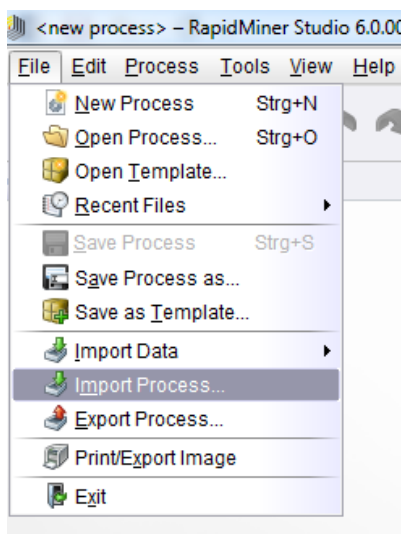 <new process> – RapidMiner Studio 6.0.00
File Edit Process Tools View Help
New Process Strg+N
Open Process... Strg+O
Open Template...
Recent Files
Save Process Strg+S
Save Process as...
Save as Template...
Import Data
Import Process...
Export Process...
Print/Export Image
Exit